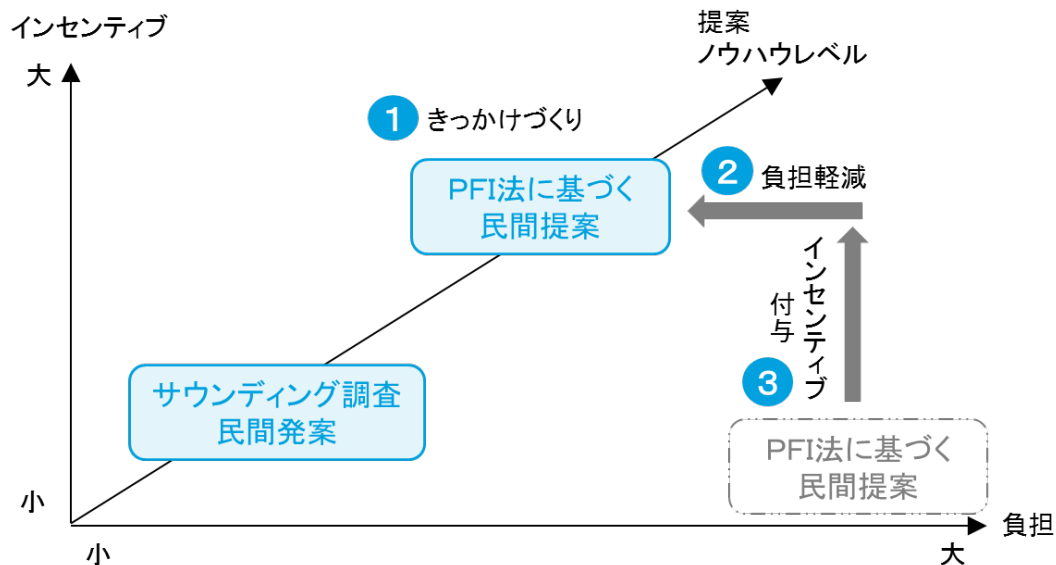 インセンティブ
大
提案
ノウハウレベル
1 きっかけづくり
PFI法に基づく
民間提案
2 負担軽減
インセンティブ
付与
3
サウンディング調査
民間発案
PFI法に基づく
民間提案
小
負担
小
大